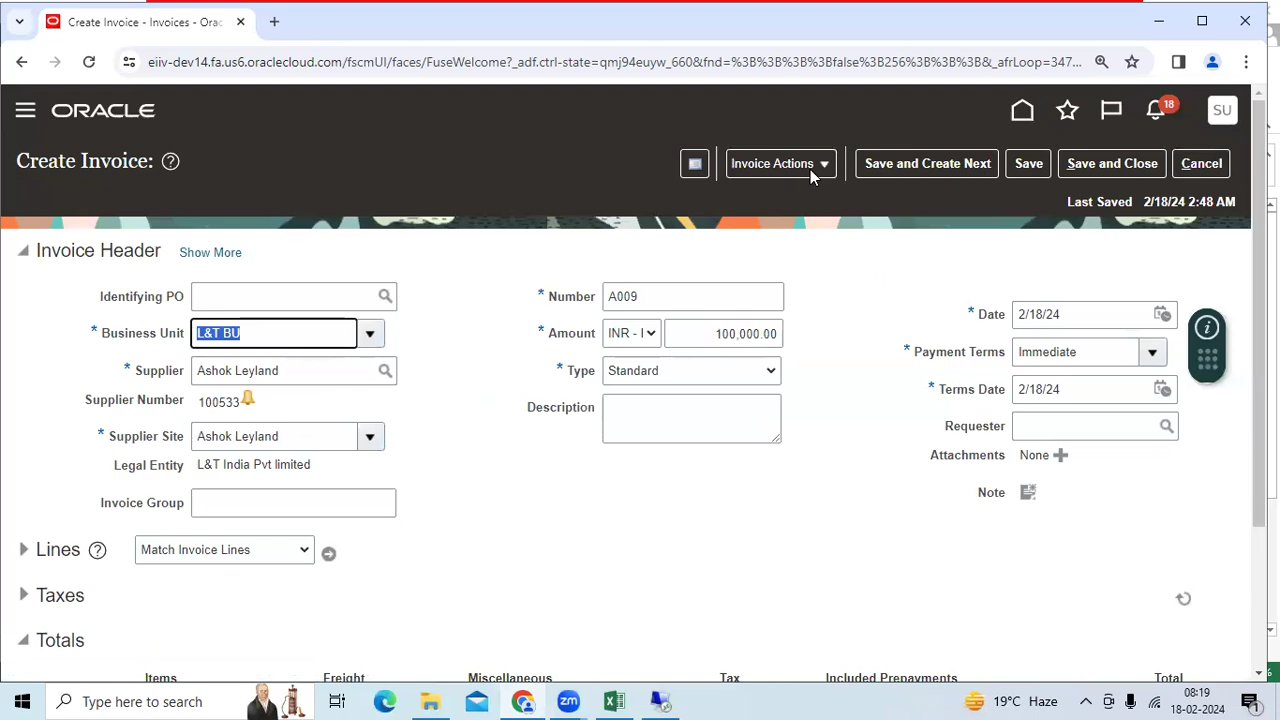 Create Invoice - Invoices - Orac
eiiv-dev14.fa.us6.oraclecloud.com/fscmUI/faces/FuseWelcome?_adf.ctrl-state=qmj94euyw_660&fnd=%3B%3B%3B%3Bfalse%3B256%3B%3B%3B&_afrLoop=347...
ORACLE
18
SU
Create Invoice: ?
Invoice Actions
Save and Create Next
Save
Save and Close
Cancel
Last Saved 2/18/24 2:48 AM
Invoice Header Show More
Identifying PO
* Number A009
* Date 2/18/24
* Business Unit L&T BU
* Amount INR - I 100,000.00
* Payment Terms Immediate
* Supplier Ashok Leyland
* Type Standard
* Terms Date 2/18/24
Supplier Number 100533
Description
Requester
* Supplier Site Ashok Leyland
Attachments None
Legal Entity L&T India Pvt limited
Note
Invoice Group
Lines ? Match Invoice Lines
Taxes
Totals
Items Freight Miscellaneous Tax Included Prepayments Total
Type here to search
zm
19°C Haze
08:19
18-02-2024
1